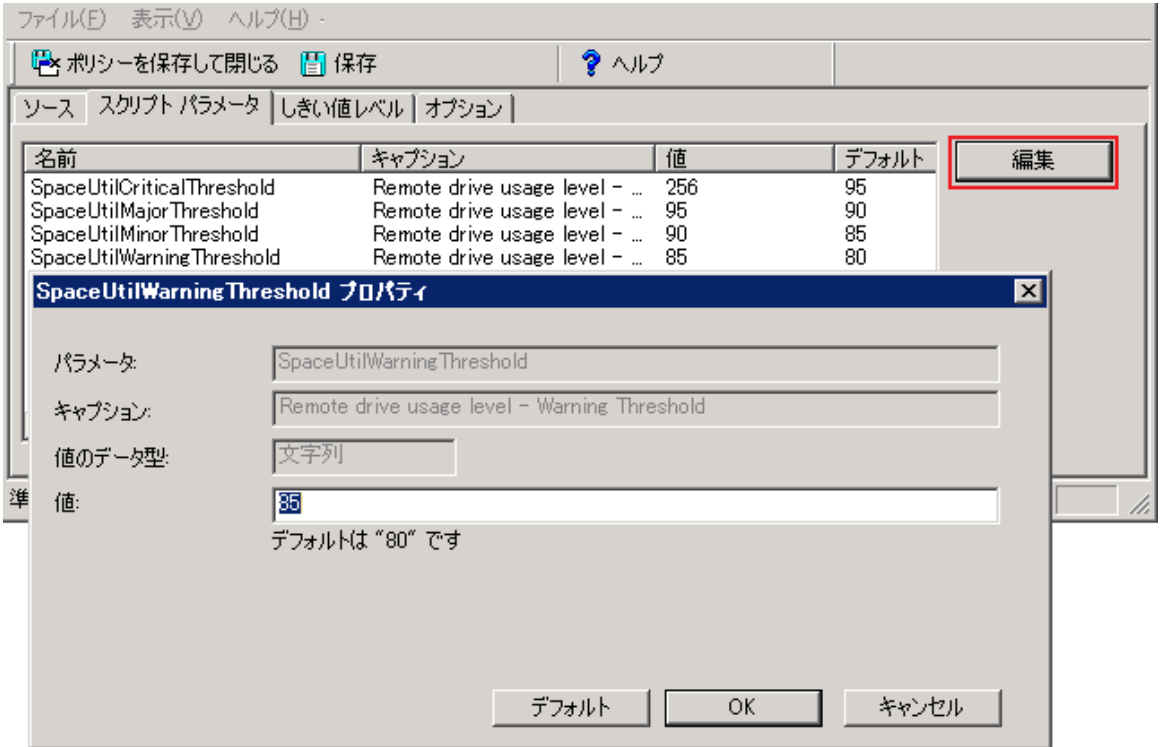 ファイル(F) 表示(V) ヘルプ(H)
ポリシーを保存して閉じる 保存 ヘルプ
ソース スクリプト パラメータ しきい値レベル オプション
名前 キャプション 値 デフォルト 編集
SpaceUtilCriticalThreshold Remote drive usage level - ... 256 95
SpaceUtilMajorThreshold Remote drive usage level - ... 95 90
SpaceUtilMinorThreshold Remote drive usage level - ... 90 85
SpaceUtilWarningThreshold Remote drive usage level - ... 85 80
SpaceUtilWarningThreshold プロパティ
パラメータ: SpaceUtilWarningThreshold
キャプション: Remote drive usage level - Warning Threshold
値のデータ型: 文字列
準
値: 85
デフォルトは "80" です
デフォルト OK キャンセル